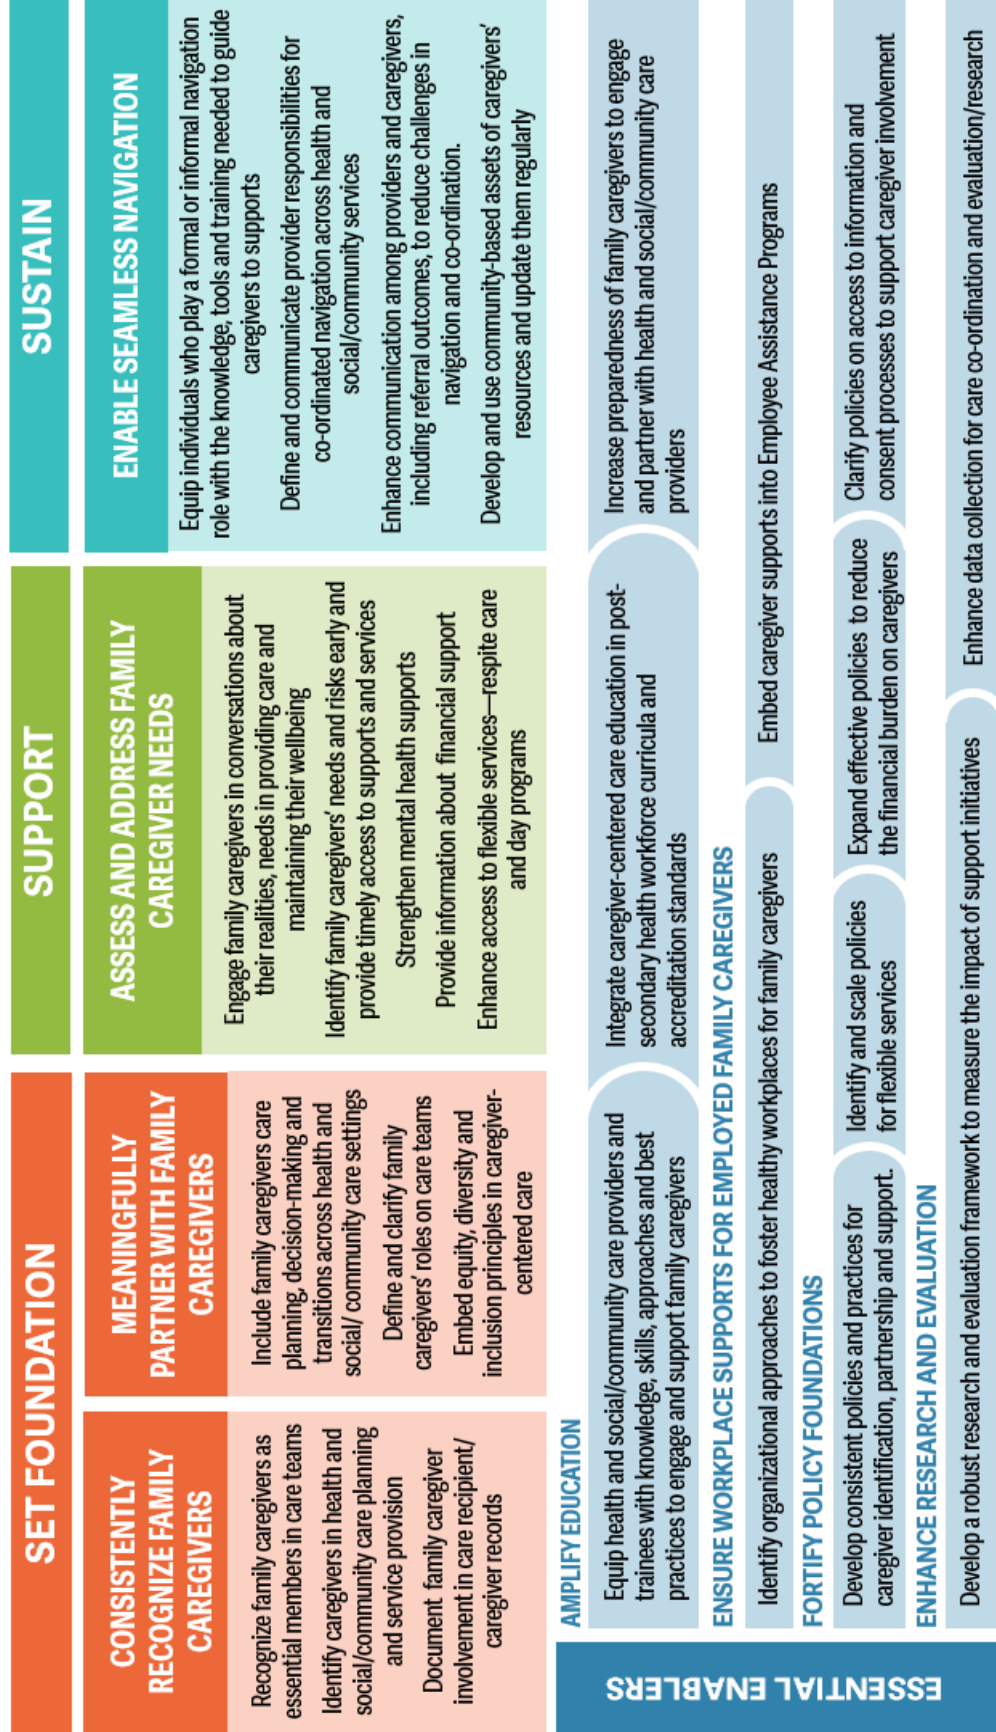 SET FOUNDATION
CONSISTENTLY
RECOGNIZE FAMILY
CAREGIVERS
Recognize family caregivers as
essential members in care teams
Identify caregivers in health and
social/community care planning
and service provision
Document family caregiver
involvement in care recipient/
caregiver records
MEANINGFULLY
PARTNER WITH FAMILY
CAREGIVERS
Include family caregivers care
planning, decision-making and
transitions across health and
social/ community care settings
Define and clarify family
caregivers' roles on care teams
Embed equity, diversity and
inclusion principles in caregiver-
centered care
SUPPORT
ASSESS AND ADDRESS FAMILY
CAREGIVER NEEDS
Engage family caregivers in conversations about
their realities, needs in providing care and
maintaining their wellbeing
Identify family caregivers' needs and risks early and
provide timely access to supports and services
Strengthen mental health supports
Provide information about financial support
Enhance access to flexible services—respite care
and day programs
SUSTAIN
ENABLE SEAMLESS NAVIGATION
Equip individuals who play a formal or informal navigation
role with the knowledge, tools and training needed to guide
caregivers to supports
Define and communicate provider responsibilities for
co-ordinated navigation across health and
social/community services
Enhance communication among providers and caregivers,
including referral outcomes, to reduce challenges in
navigation and co-ordination.
Develop and use community-based assets of caregivers'
resources and update them regularly
ESSENTIAL ENABLERS
AMPLIFY EDUCATION
Equip health and social/community care providers and
trainees with knowledge, skills, approaches and best
practices to engage and support family caregivers
Integrate caregiver-centered care education in post-
secondary health workforce curricula and
accreditation standards
Increase preparedness of family caregivers to engage
and partner with health and social/community care
providers
ENSURE WORKPLACE SUPPORTS FOR EMPLOYED FAMILY CAREGIVERS
Identify organizational approaches to foster healthy workplaces for family caregivers
Embed caregiver supports into Employee Assistance Programs
FORTIFY POLICY FOUNDATIONS
Develop consistent policies and practices for
caregiver identification, partnership and support.
Identify and scale policies
for flexible services
Expand effective policies to reduce
the financial burden on caregivers
Clarify policies on access to information and
consent processes to support caregiver involvement
ENHANCE RESEARCH AND EVALUATION
Develop a robust research and evaluation framework to measure the impact of support initiatives
Enhance data collection for care co-ordination and evaluation/research